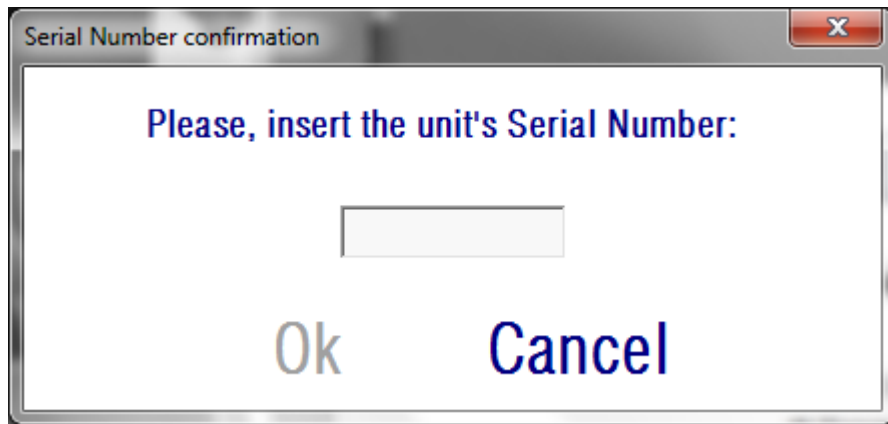 Serial Number confirmation
Please, insert the unit's Serial Number:
Ok
Cancel